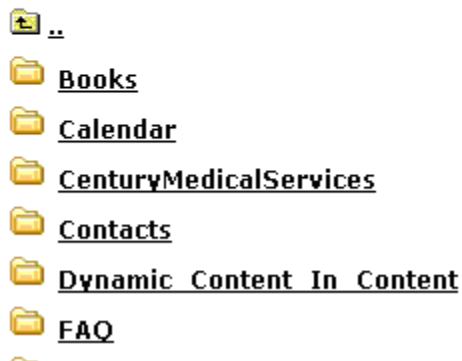 ..
Books
Calendar
CenturyMedicalServices
Contacts
Dynamic_Content_In_Content
FAQ